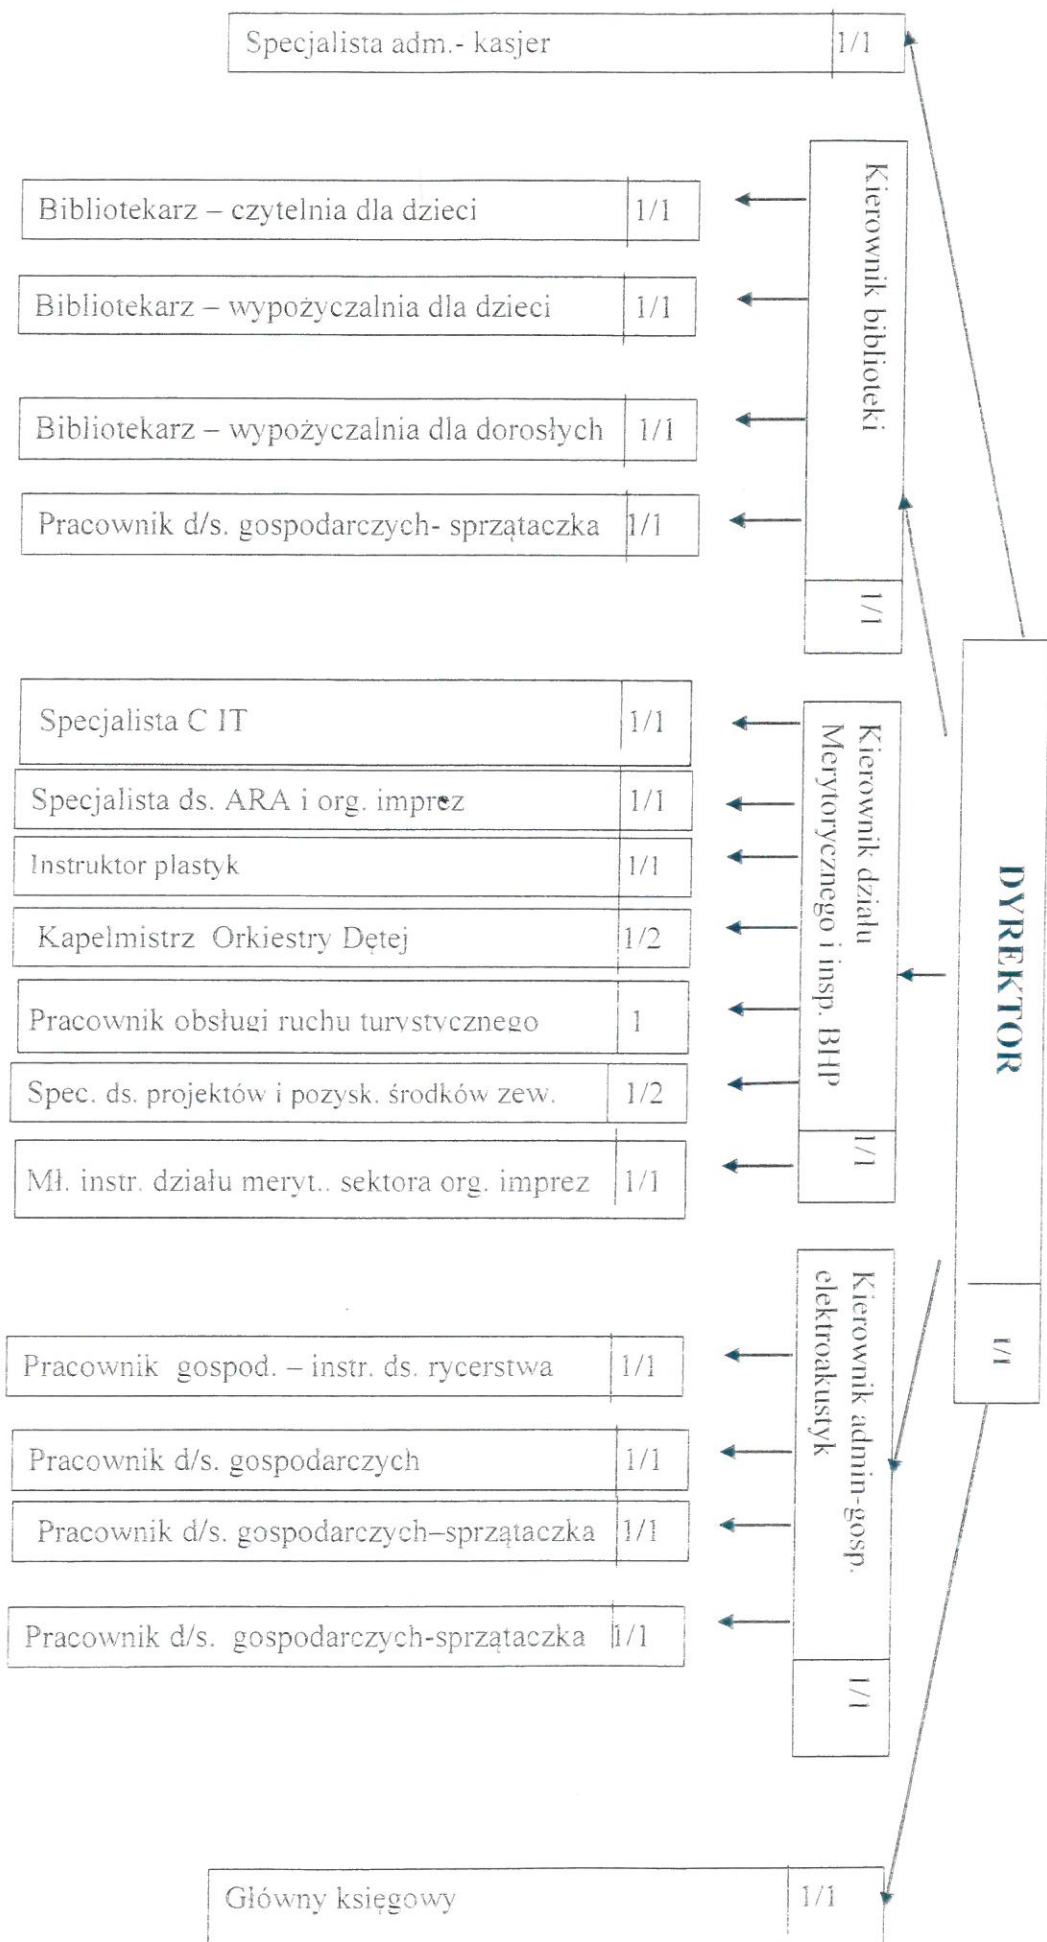 Specjalista adm.- kasjer 1/1
Kierownik biblioteki 1/1
Bibliotekarz – czytelnia dla dzieci 1/1
Bibliotekarz – wypożyczalnia dla dzieci 1/1
Bibliotekarz – wypożyczalnia dla dorosłych 1/1
Pracownik d/s. gospodarczych- sprzątaczka 1/1
DYREKTOR 1/1
Kierownik działu
Merytorycznego i insp. BHP 1/1
Specjalista C IT 1/1
Specjalista ds. ARA i org. imprez 1/1
Instruktor plastyk 1/1
Kapelmistrz Orkiestry Dętej 1/2
Pracownik obsługi ruchu turystycznego 1
Spec. ds. projektów i pozysk. środków zew. 1/2
Mł. instr. działu meryt.. sektora org. imprez 1/1
Kierownik admin-gosp.
elektroakustyk 1/1
Pracownik gospod. – instr. ds. rycerstwa 1/1
Pracownik d/s. gospodarczych 1/1
Pracownik d/s. gospodarczych–sprzątaczka 1/1
Pracownik d/s. gospodarczych-sprzątaczka 1/1
Główny księgowy 1/1